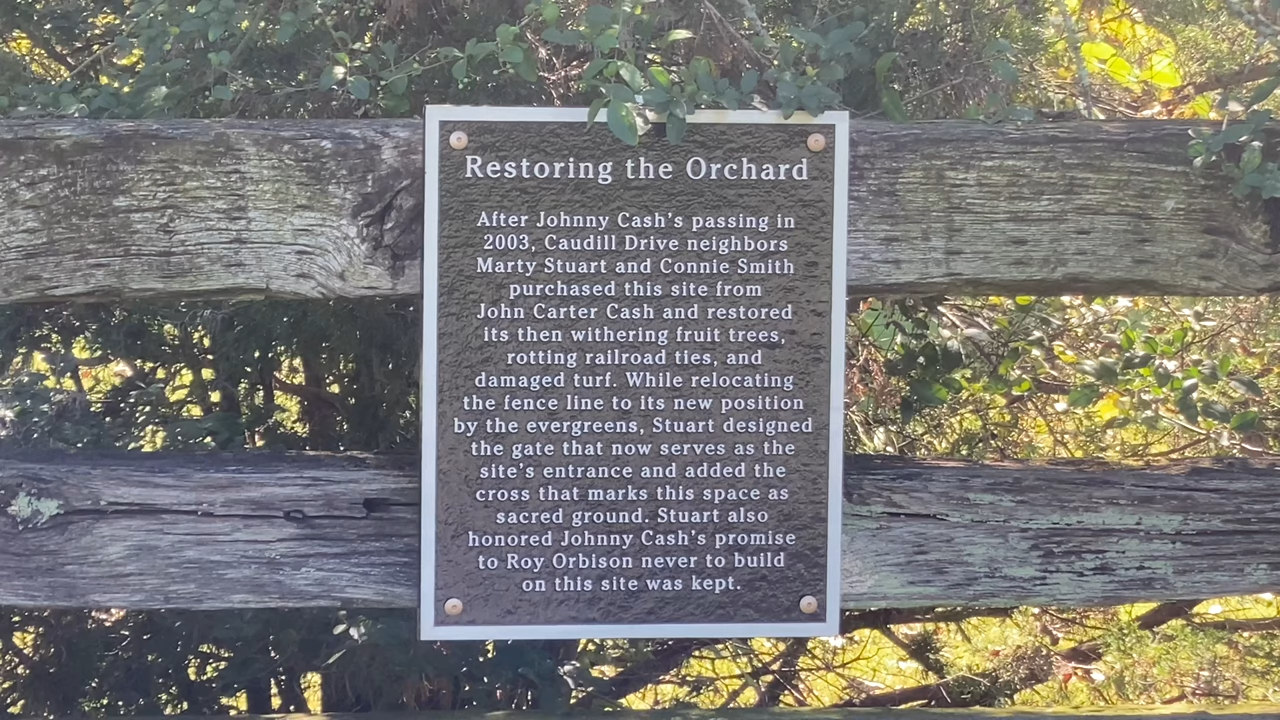 Restoring the Orchard
After Johnny Cash's passing in
2003, Caudill Drive neighbors
Marty Stuart and Connie Smith
purchased this site from
John Carter Cash and restored
its then withering fruit trees,
rotting railroad ties, and
damaged turf. While relocating
the fence line to its new position
by the evergreens, Stuart designed
the gate that now serves as the
site's entrance and added the
cross that marks this space as
sacred ground. Stuart also
honored Johnny Cash's promise
to Roy Orbison never to build
on this site was kept.